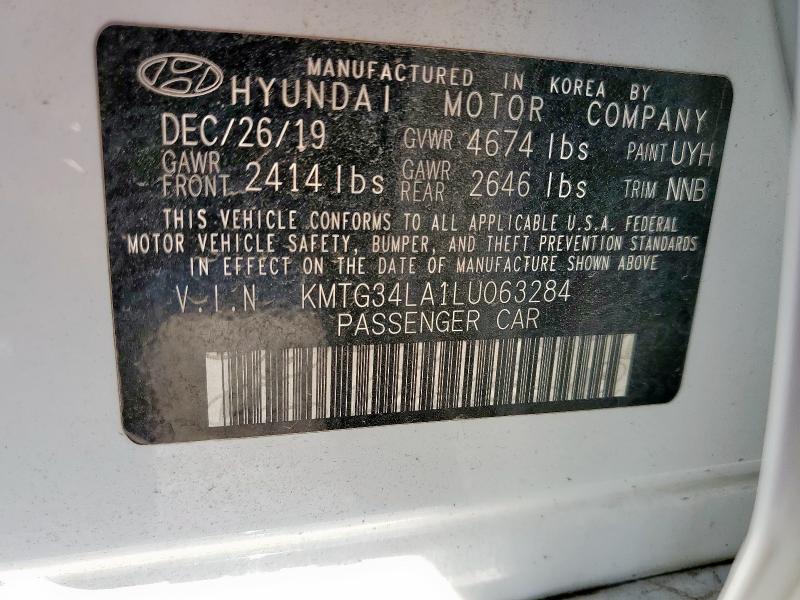 MANUFACTURED IN KOREA BY
HYUNDAI MOTOR COMPANY
DEC/26/19 GVWR 4674 lbs PAINT UYH
GAWR FRONT 2414 lbs GAWR REAR 2646 lbs TRIM NNB
THIS VEHICLE CONFORMS TO ALL APPLICABLE U.S.A. FEDERAL
MOTOR VEHICLE SAFETY, BUMPER, AND THEFT PREVENTION STANDARDS
IN EFFECT ON THE DATE OF MANUFACTURE SHOWN ABOVE
V.I.N KMTG34LA1LU063284
PASSENGER CAR